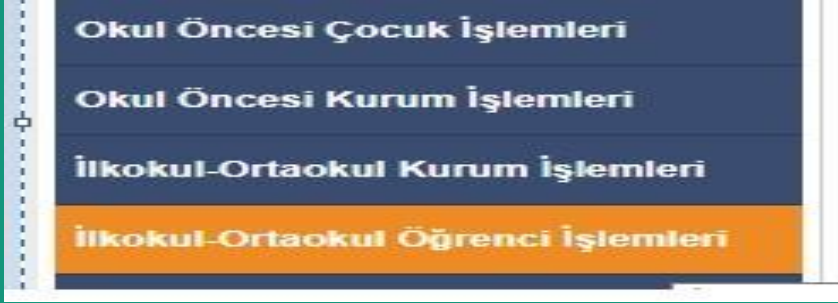 Okul Öncesi Çocuk İşlemleri
Okul Öncesi Kurum İşlemleri
İlkokul-Ortaokul Kurum İşlemleri
İlkokul-Ortaokul Öğrenci İşlemleri